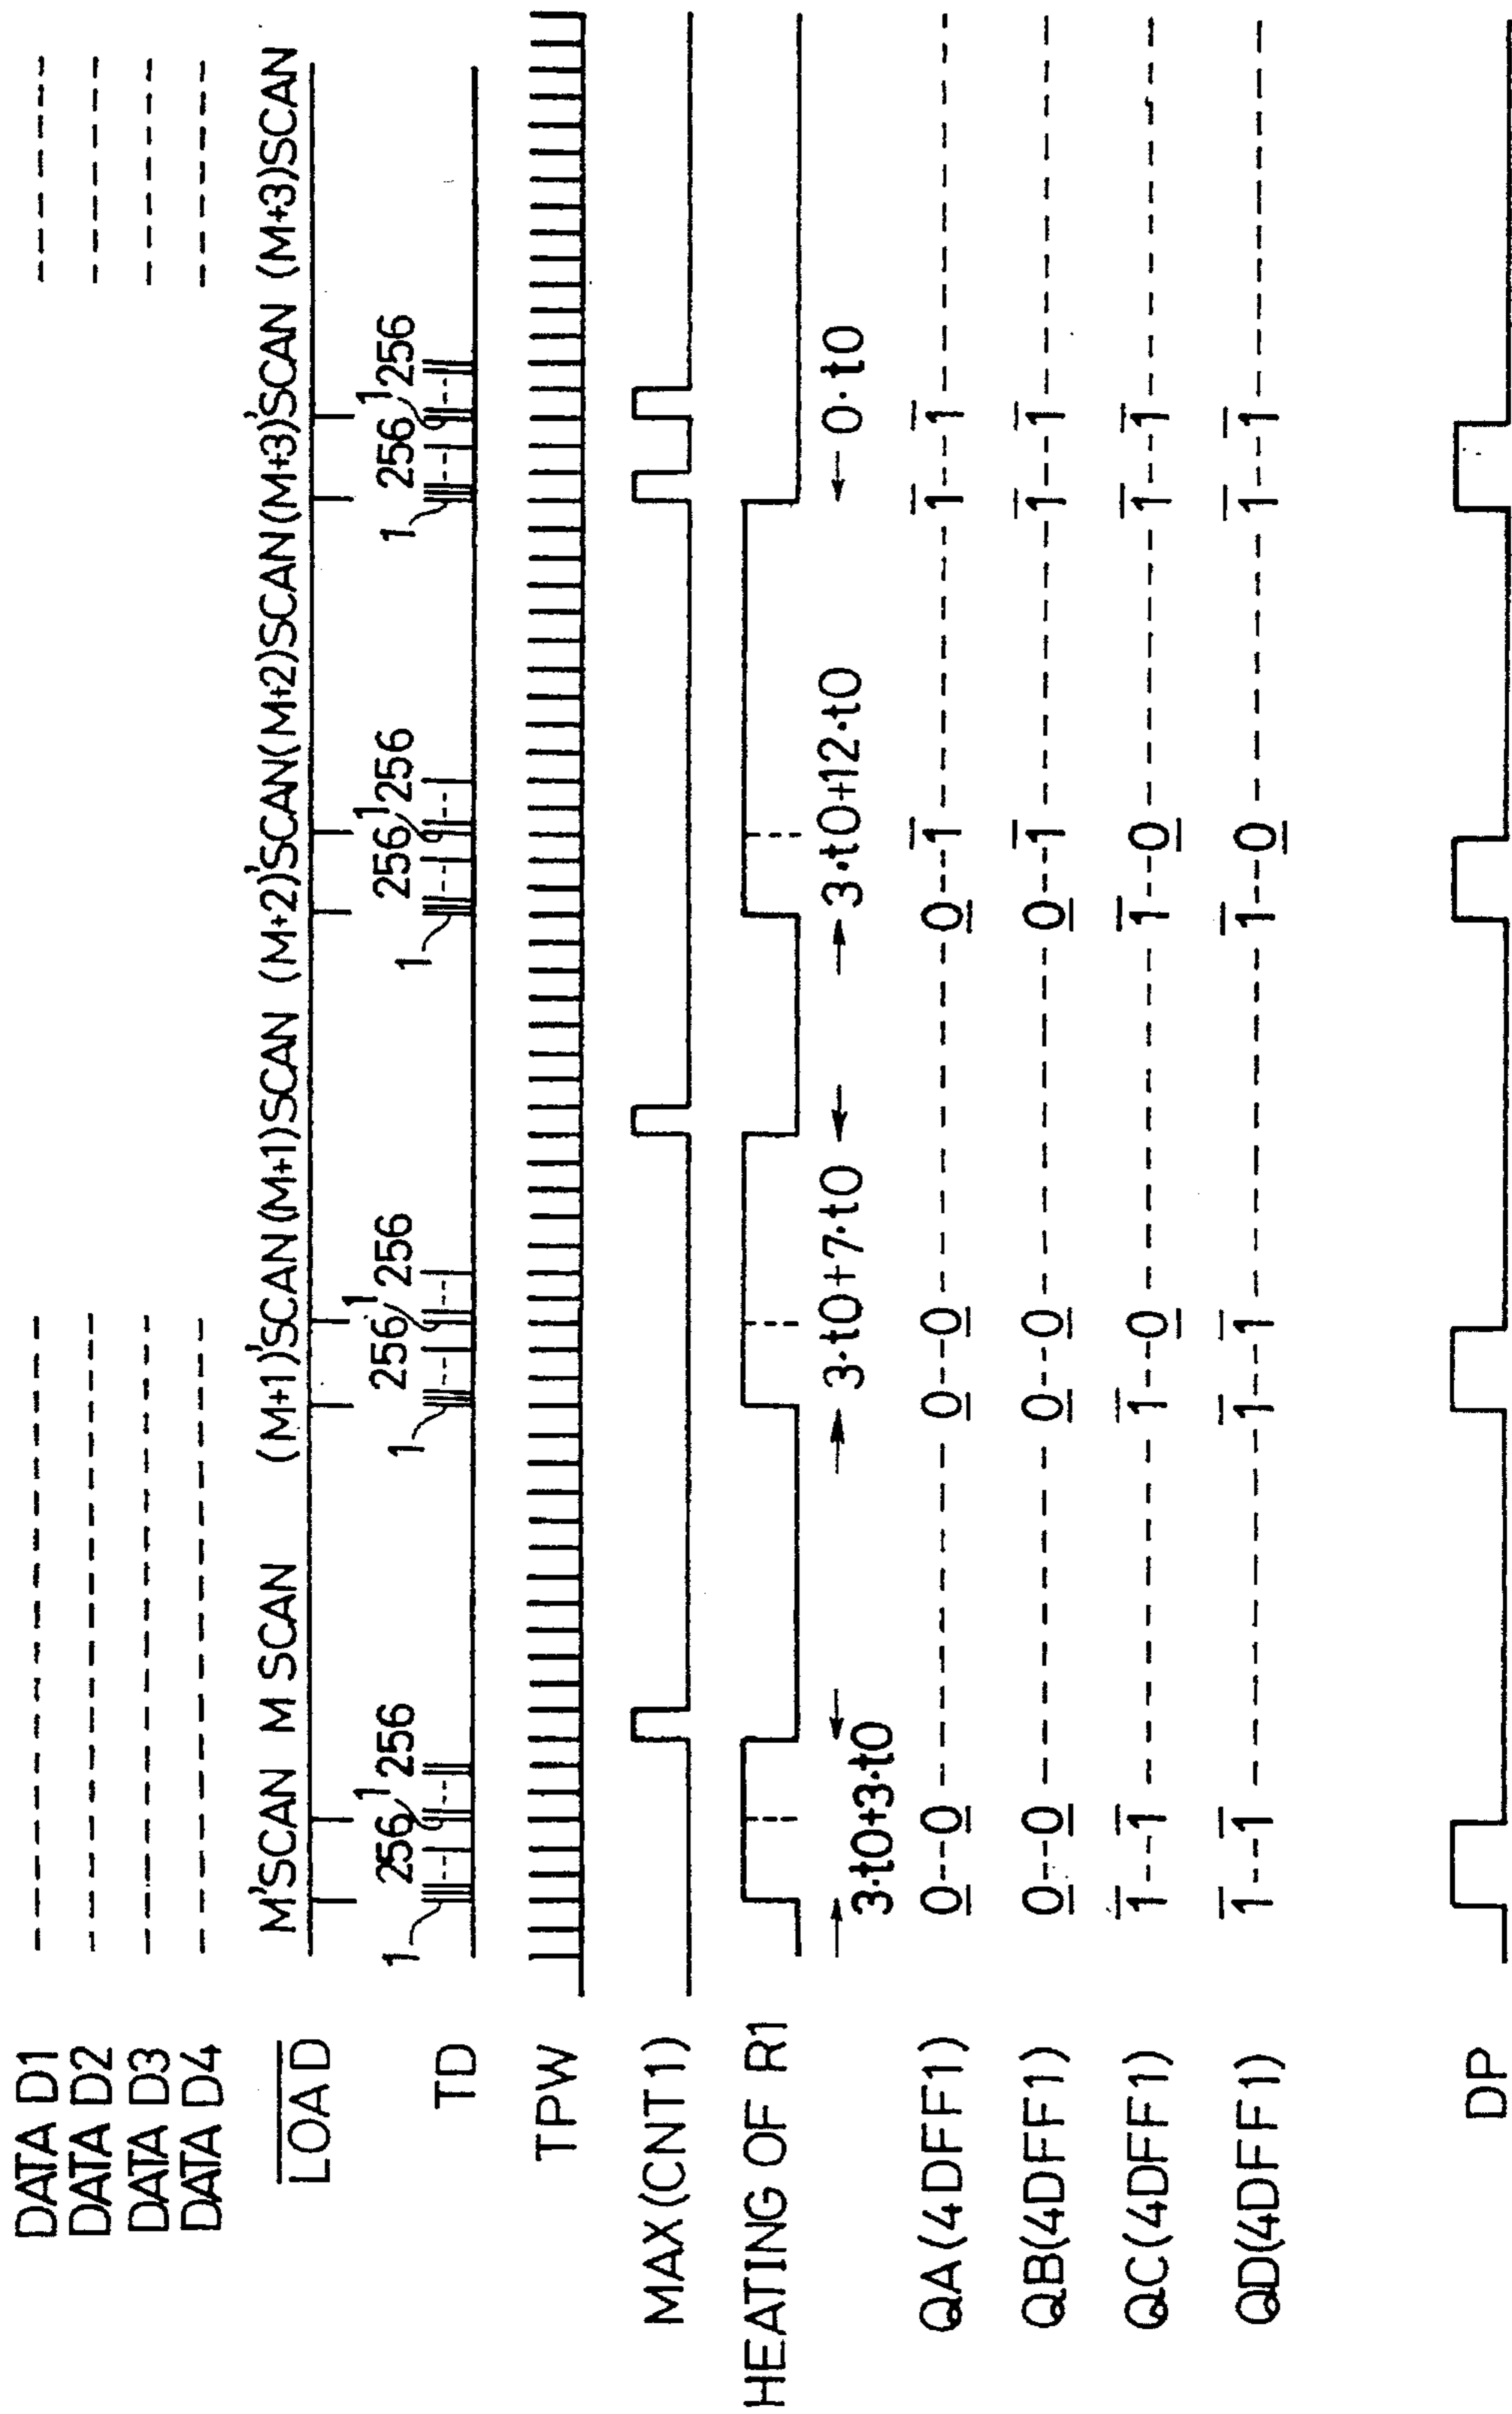 DATA D1
DATA D2
DATA D3
DATA D4
M'SCAN M SCAN (M+1)'SCAN (M+1)SCAN (M+2)'SCAN (M+2)SCAN (M+3)'SCAN (M+3)SCAN
LOAD
1 256 1 256 1 256 1 256 1 256 1 256 1 256 1 256
TD
TPW
MAX(CNT1)
HEATING OF R1
3·t0+3·t0 3·t0+7·t0 3·t0+12·t0 0·t0
QA(4DFF1) 0 0 0 0 0 1 1 1
QB(4DFF1) 0 0 0 0 0 1 1 1
QC(4DFF1) 1 1 1 0 1 0 1 1
QD(4DFF1) 1 1 1 1 1 0 1 1
DP